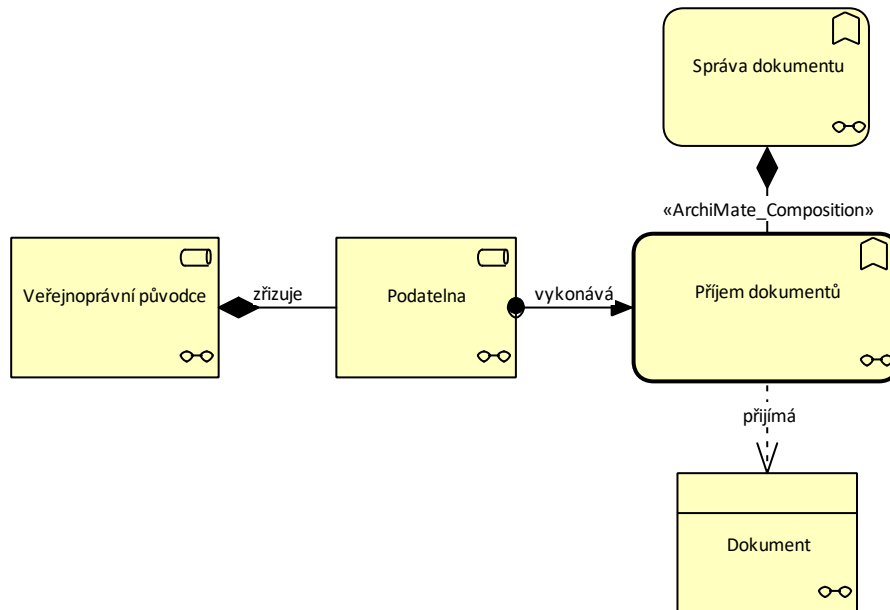 Správa dokumentu
«ArchiMate_Composition»
Veřejnoprávní původce
zřizuje
Podatelna
vykonává
Příjem dokumentů
přijímá
Dokument